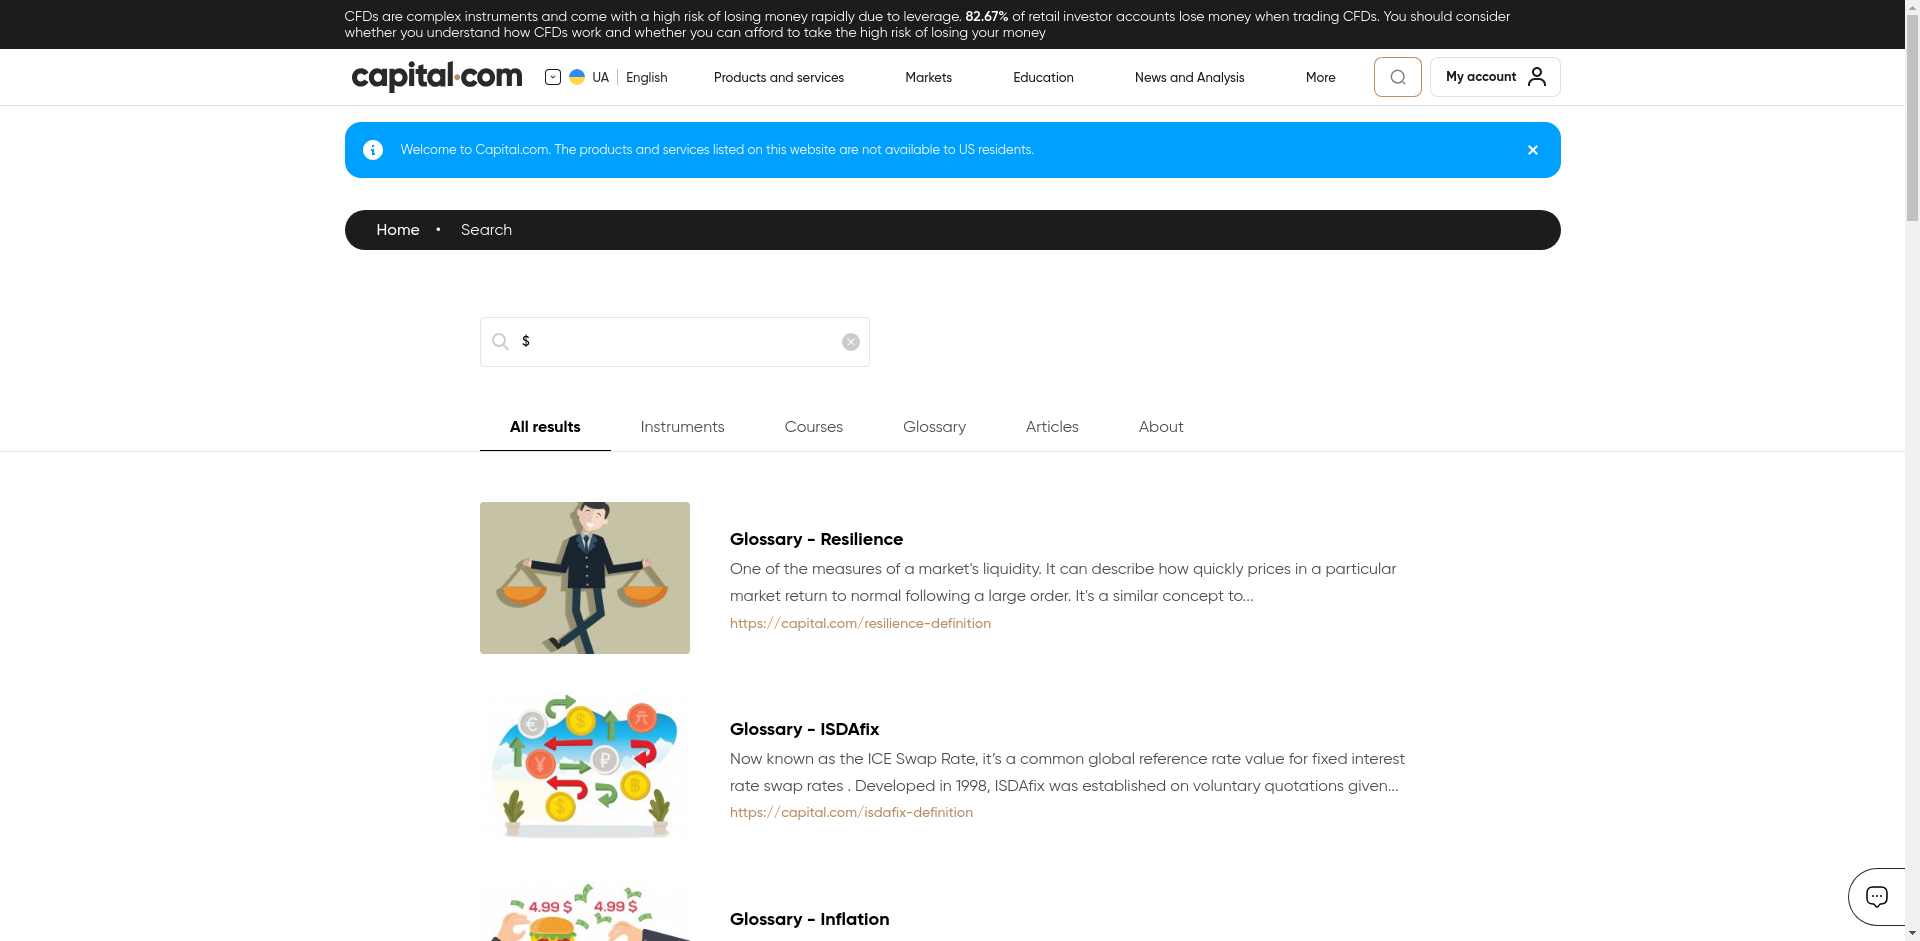 CFDs are complex instruments and come with a high risk of losing money rapidly due to leverage. 82.67% of retail investor accounts lose money when trading CFDs. You should consider
whether you understand how CFDs work and whether you can afford to take the high risk of losing your money
capital.com UA English Products and services Markets Education News and Analysis More My account
Welcome to Capital.com. The products and services listed on this website are not available to US residents.
Home • Search
$
All results Instruments Courses Glossary Articles About
Glossary - Resilience
One of the measures of a market's liquidity. It can describe how quickly prices in a particular
market return to normal following a large order. It's a similar concept to...
https://capital.com/resilience-definition
Glossary - ISDAfix
Now known as the ICE Swap Rate, it’s a common global reference rate value for fixed interest
rate swap rates . Developed in 1998, ISDAfix was established on voluntary quotations given...
https://capital.com/isdafix-definition
4.99 $ 4.99 $
Glossary - Inflation